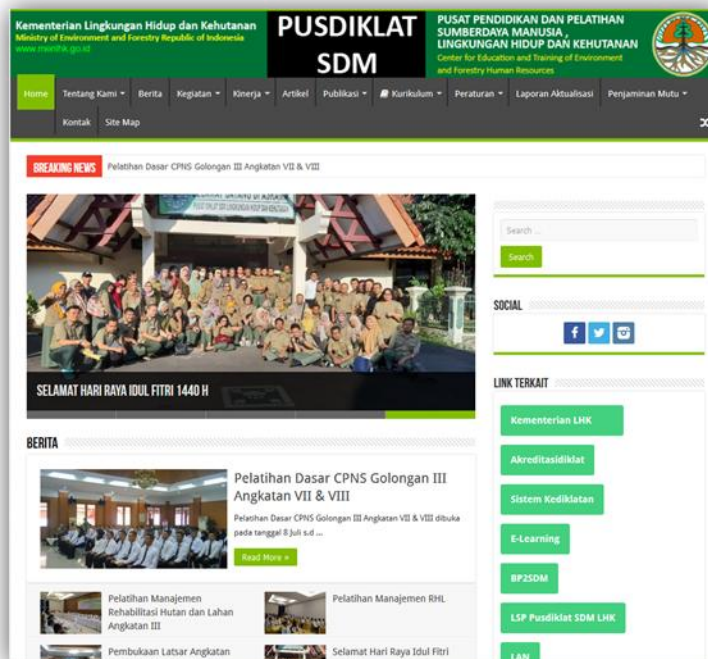 Kementerian Lingkungan Hidup dan Kehutanan
Ministry of Environment and Forestry Republic of Indonesia
www.menlhk.go.id
PUSDIKLAT
SDM
PUSAT PENDIDIKAN DAN PELATIHAN
SUMBERDAYA MANUSIA ,
LINGKUNGAN HIDUP DAN KEHUTANAN
Center for Education and Training of Environment
and Forestry Human Resources
Home Tentang Kami Berita Kegiatan Kinerja Artikel Publikasi Kurikulum Peraturan Laporan Aktualisasi Penjaminan Mutu
Kontak Site Map
BREAKING NEWS Pelatihan Dasar CPNS Golongan III Angkatan VII & VIII
SELAMAT HARI RAYA IDUL FITRI 1440 H
BERITA
Pelatihan Dasar CPNS Golongan III
Angkatan VII & VIII
Pelatihan Dasar CPNS Golongan III Angkatan VII & VIII dibuka
pada tanggal 8 Juli s.d ...
Read More »
Pelatihan Manajemen
Rehabilitasi Hutan dan Lahan
Angkatan III
Pelatihan Manajemen RHL
Pembukaan Latsar Angkatan
Selamat Hari Raya Idul Fitri
Search ...
Search
SOCIAL
LINK TERKAIT
Kementerian LHK
Akreditasidiklat
Sistem Kediklatan
E-Learning
BP2SDM
LSP Pusdiklat SDM LHK
LAN